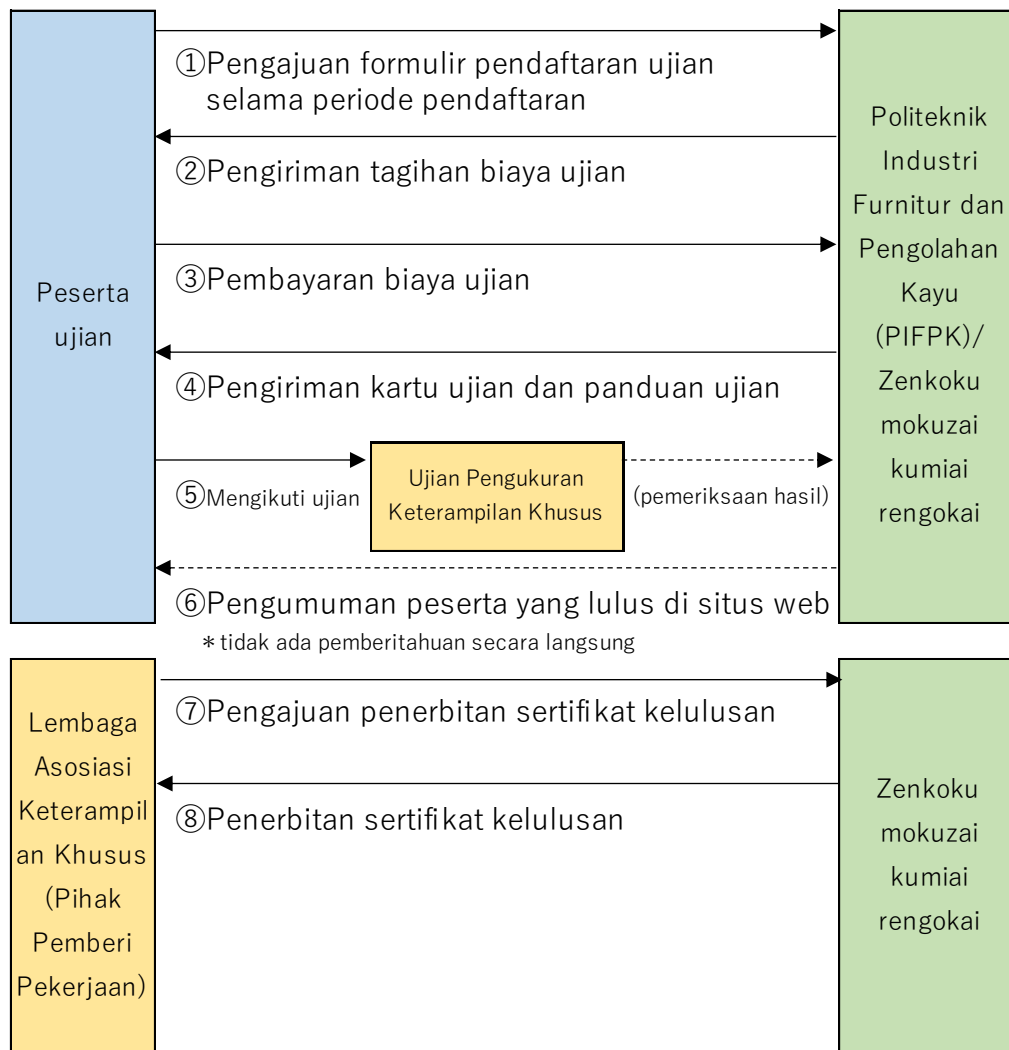 Peserta
ujian
①Pengajuan formulir pendaftaran ujian
selama periode pendaftaran
②Pengiriman tagihan biaya ujian
③Pembayaran biaya ujian
④Pengiriman kartu ujian dan panduan ujian
⑤Mengikuti ujian
Ujian Pengukuran
Keterampilan Khusus
(pemeriksaan hasil)
⑥Pengumuman peserta yang lulus di situs web
＊tidak ada pemberitahuan secara langsung
Politeknik
Industri
Furnitur dan
Pengolahan
Kayu
(PIFPK)/
Zenkoku
mokuzai
kumiai
rengokai
Lembaga
Asosiasi
Keterampil
an Khusus
(Pihak
Pemberi
Pekerjaan)
⑦Pengajuan penerbitan sertifikat kelulusan
⑧Penerbitan sertifikat kelulusan
Zenkoku
mokuzai
kumiai
rengokai